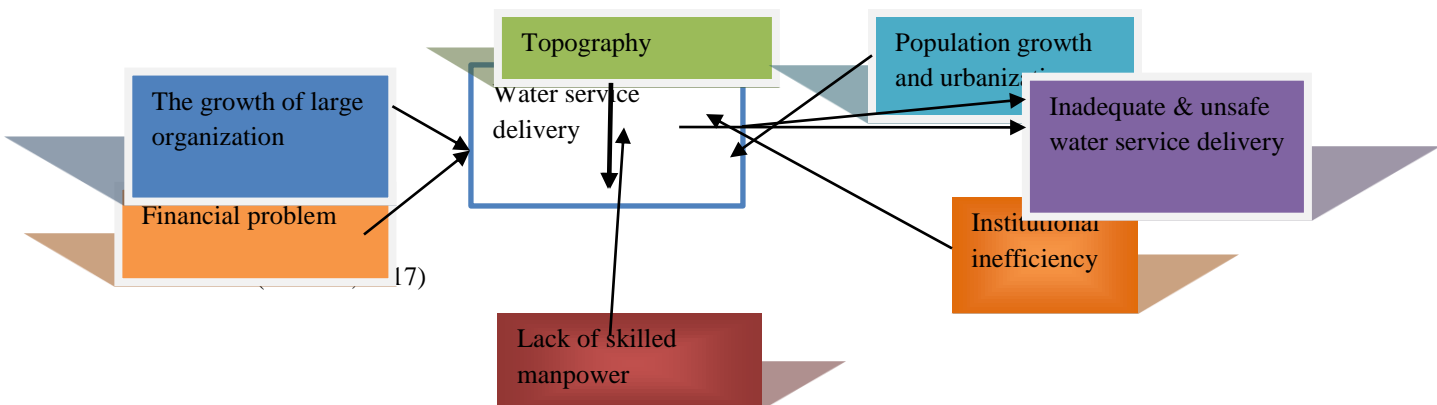 Topography
Population growth
and
Water service
delivery
The growth of large
organization
Inadequate & unsafe
water service delivery
Financial problem
Institutional
inefficiency
17)
Lack of skilled
manpower